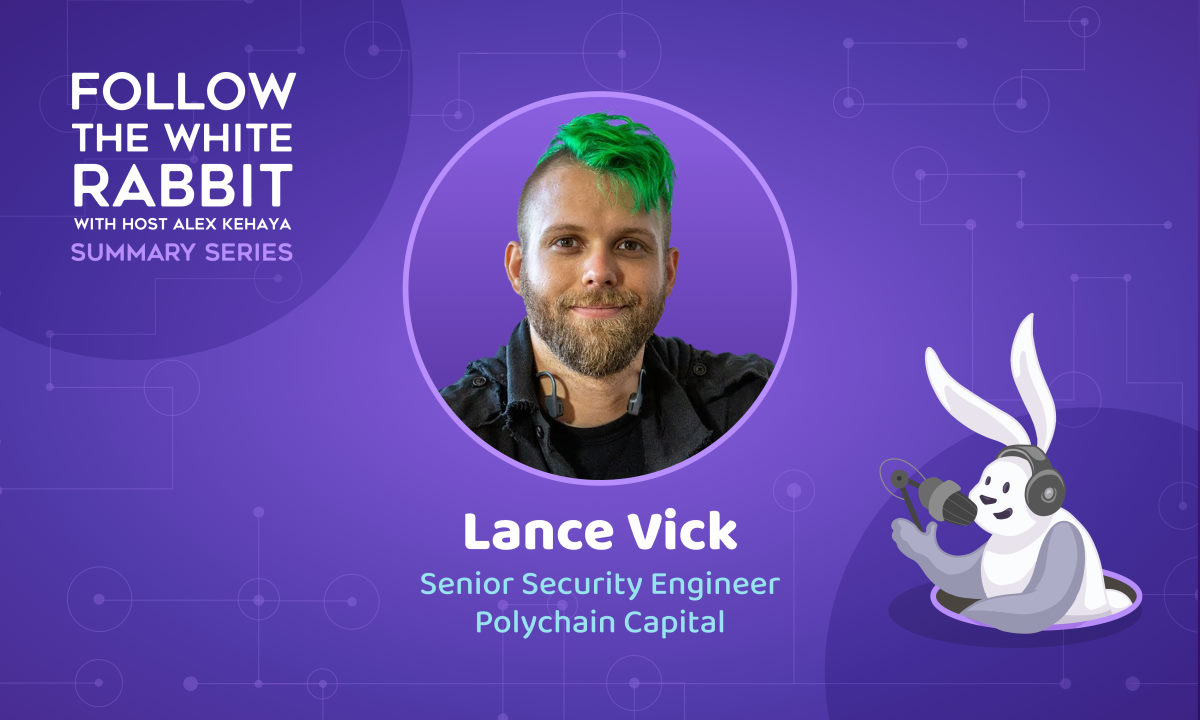 FOLLOW
THE WHITE
RABBIT
WITH HOST ALEX KEHAYA
SUMMARY SERIES
Lance Vick
Senior Security Engineer
Polychain Capital